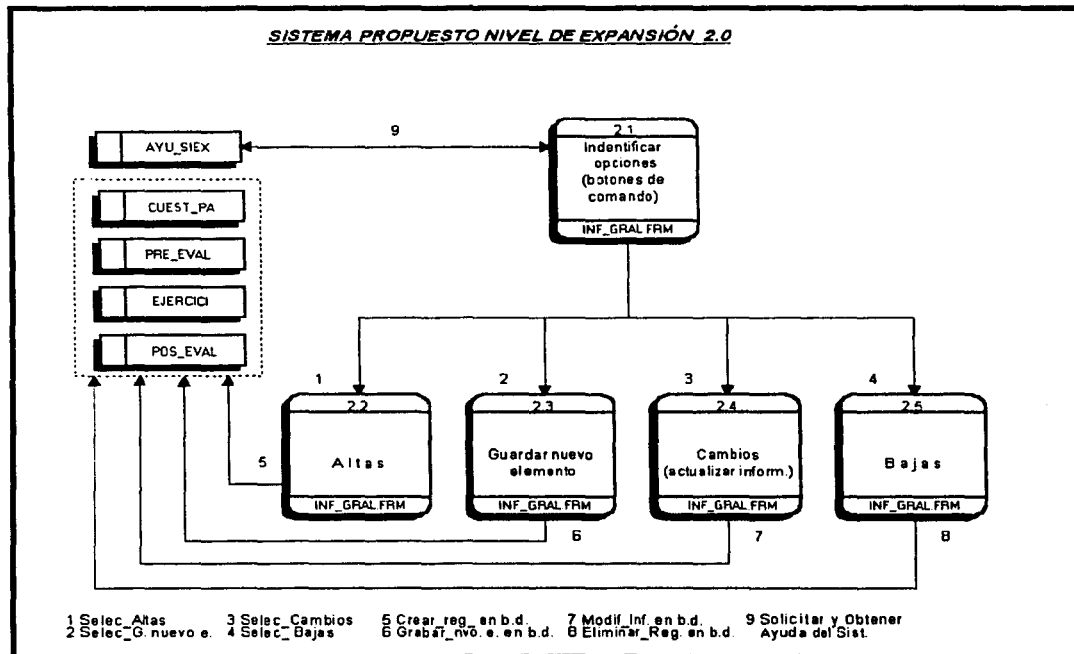 SISTEMA PROPUESTO NIVEL DE EXPANSIÓN 2.0
9
2.1
AYU_SIEX
Indentificar
opciones
(botones de
comando)
CUEST_PA
INF_GRAL.FRM
PRE_EVAL
EJERCICI
POS_EVAL
1
2
3
4
2.2
2.3
2.4
2.5
5
Altas
Guardar nuevo
elemento
Cambios
(actualizar inform.)
Bajas
INF_GRAL.FRM
INF_GRAL.FRM
INF_GRAL.FRM
INF_GRAL.FRM
6
7
8
1 Selec_Altas 3 Selec_Cambios 5 Crear_reg_ en b.d. 7 Modif_Inf. en b.d. 9 Solicitar y Obtener
2 Selec_G. nuevo e. 4 Selec_Bajas 6 Grabar_nvo. e. en b.d. 8 Eliminar_Reg. en b.d. Ayuda del Sist.